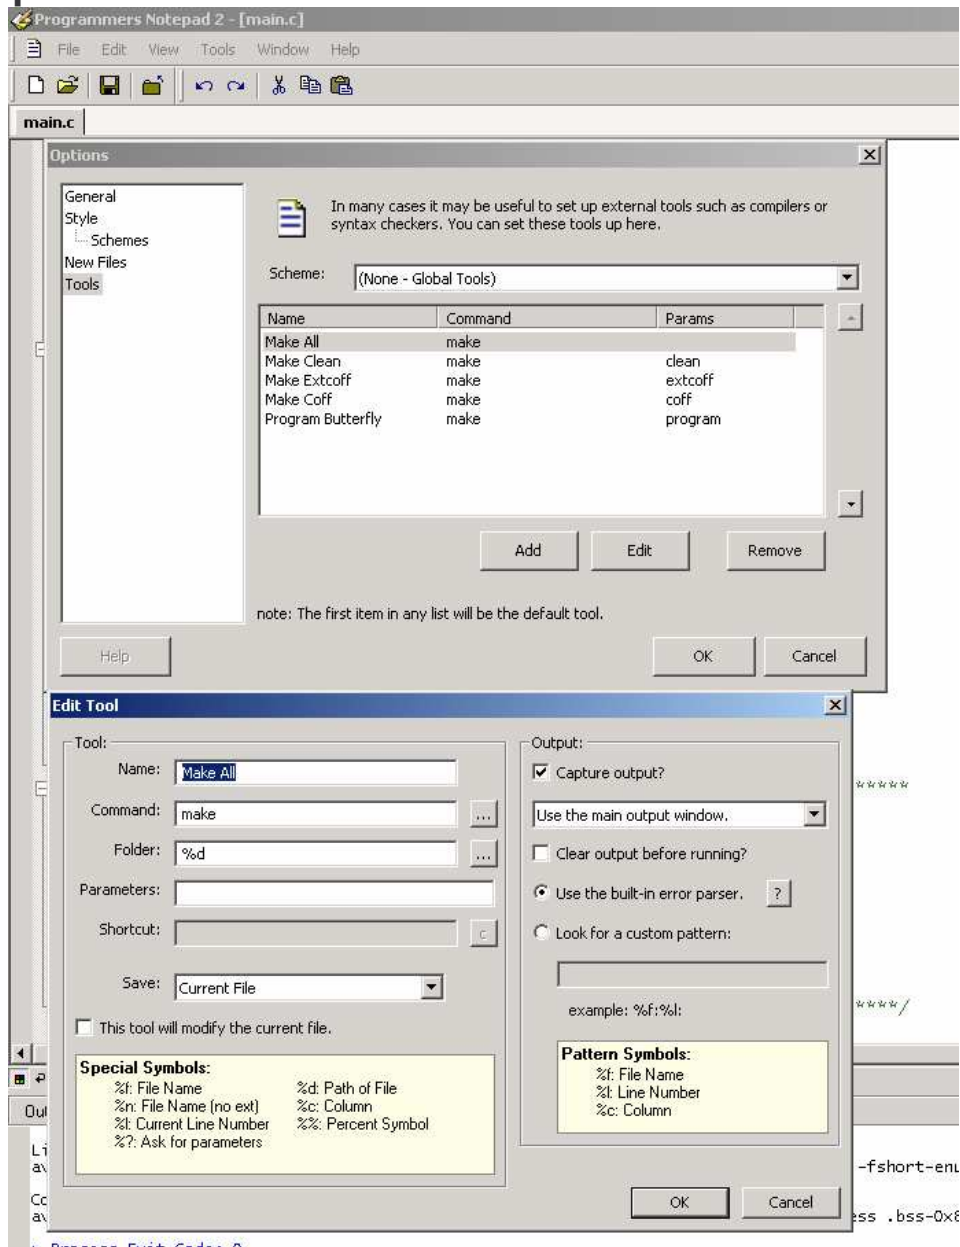 Programmers Notepad 2 - [main.c]
File Edit View Tools Window Help
main.c
Options
General
Style
Schemes
New Files
Tools
In many cases it may be useful to set up external tools such as compilers or
syntax checkers. You can set these tools up here.
Scheme: (None - Global Tools)
Name Command Params
Make All make
Make Clean make clean
Make Extcoff make extcoff
Make Coff make coff
Program Butterfly make program
Add Edit Remove
note: The first item in any list will be the default tool.
Help OK Cancel
Edit Tool
Tool:
Name: Make All
Command: make ...
Folder: %d ...
Parameters:
Shortcut: c
Save: Current File
This tool will modify the current file.
Special Symbols:
%f: File Name %d: Path of File
%n: File Name (no ext) %c: Column
%l: Current Line Number %%: Percent Symbol
%?: Ask for parameters
Output:
Capture output?
Use the main output window.
Clear output before running?
Use the built-in error parser. ?
Look for a custom pattern:
example: %f:%l:
Pattern Symbols:
%f: File Name
%l: Line Number
%c: Column
OK Cancel
*****
****/
-fshort-enu
.bss-0x8
> Process Exit Code: 0